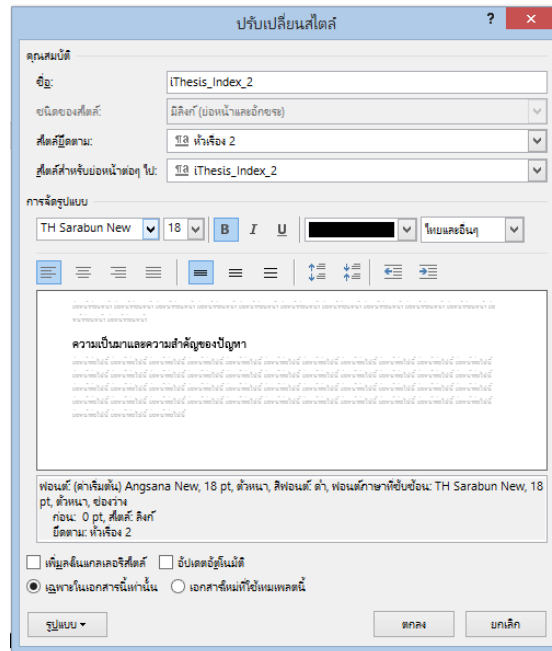 ปรับเปลี่ยนสไตล์ ? ×
คุณสมบัติ
ชื่อ: iThesis_Index_2
ชนิดของสไตล์: มีลิงก์ (ย่อหน้าและอักขระ)
สไตล์ยึดตาม: ¶a หัวเรื่อง 2
สไตล์สำหรับย่อหน้าต่อๆ ไป: ¶a iThesis_Index_2
การจัดรูปแบบ
TH Sarabun New 18 B I U ไทยและอื่นๆ
ความเป็นมาและความสำคัญของปัญหา
ฟอนต์: (ค่าเริ่มต้น) Angsana New, 18 pt, ตัวหนา, สีฟอนต์: ดำ, ฟอนต์ภาษาที่ซับซ้อน: TH Sarabun New, 18
pt, ตัวหนา, ช่องว่าง
ก่อน: 0 pt, สไตล์: ลิงก์
ยึดตาม: หัวเรื่อง 2
เพิ่มลงในแกลเลอรีสไตล์ อัปเดตอัตโนมัติ
เฉพาะในเอกสารนี้เท่านั้น เอกสารใหม่ที่ใช้เทมเพลตนี้
รูปแบบ ตกลง ยกเลิก